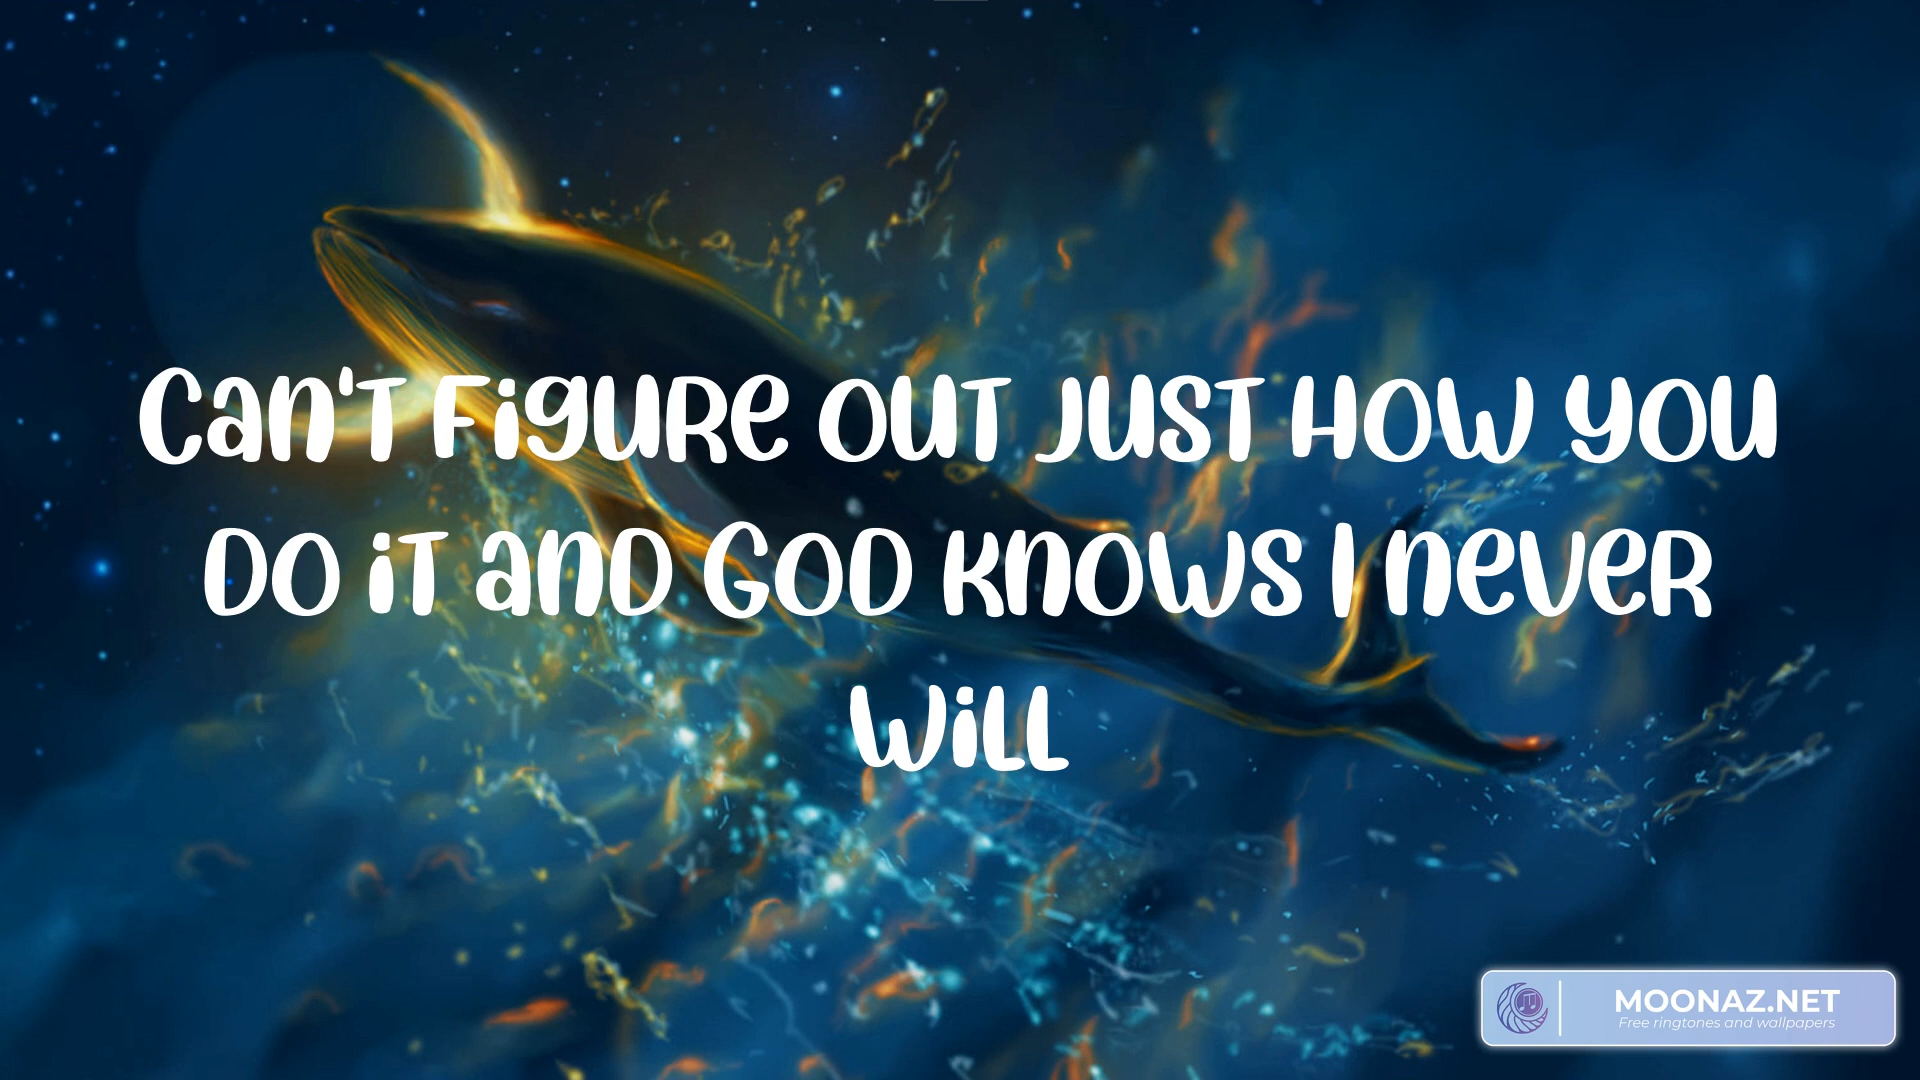 Can't figure out just how you
do it and God knows I never
will
MOONAZ.NET
Free ringtones and wallpapers